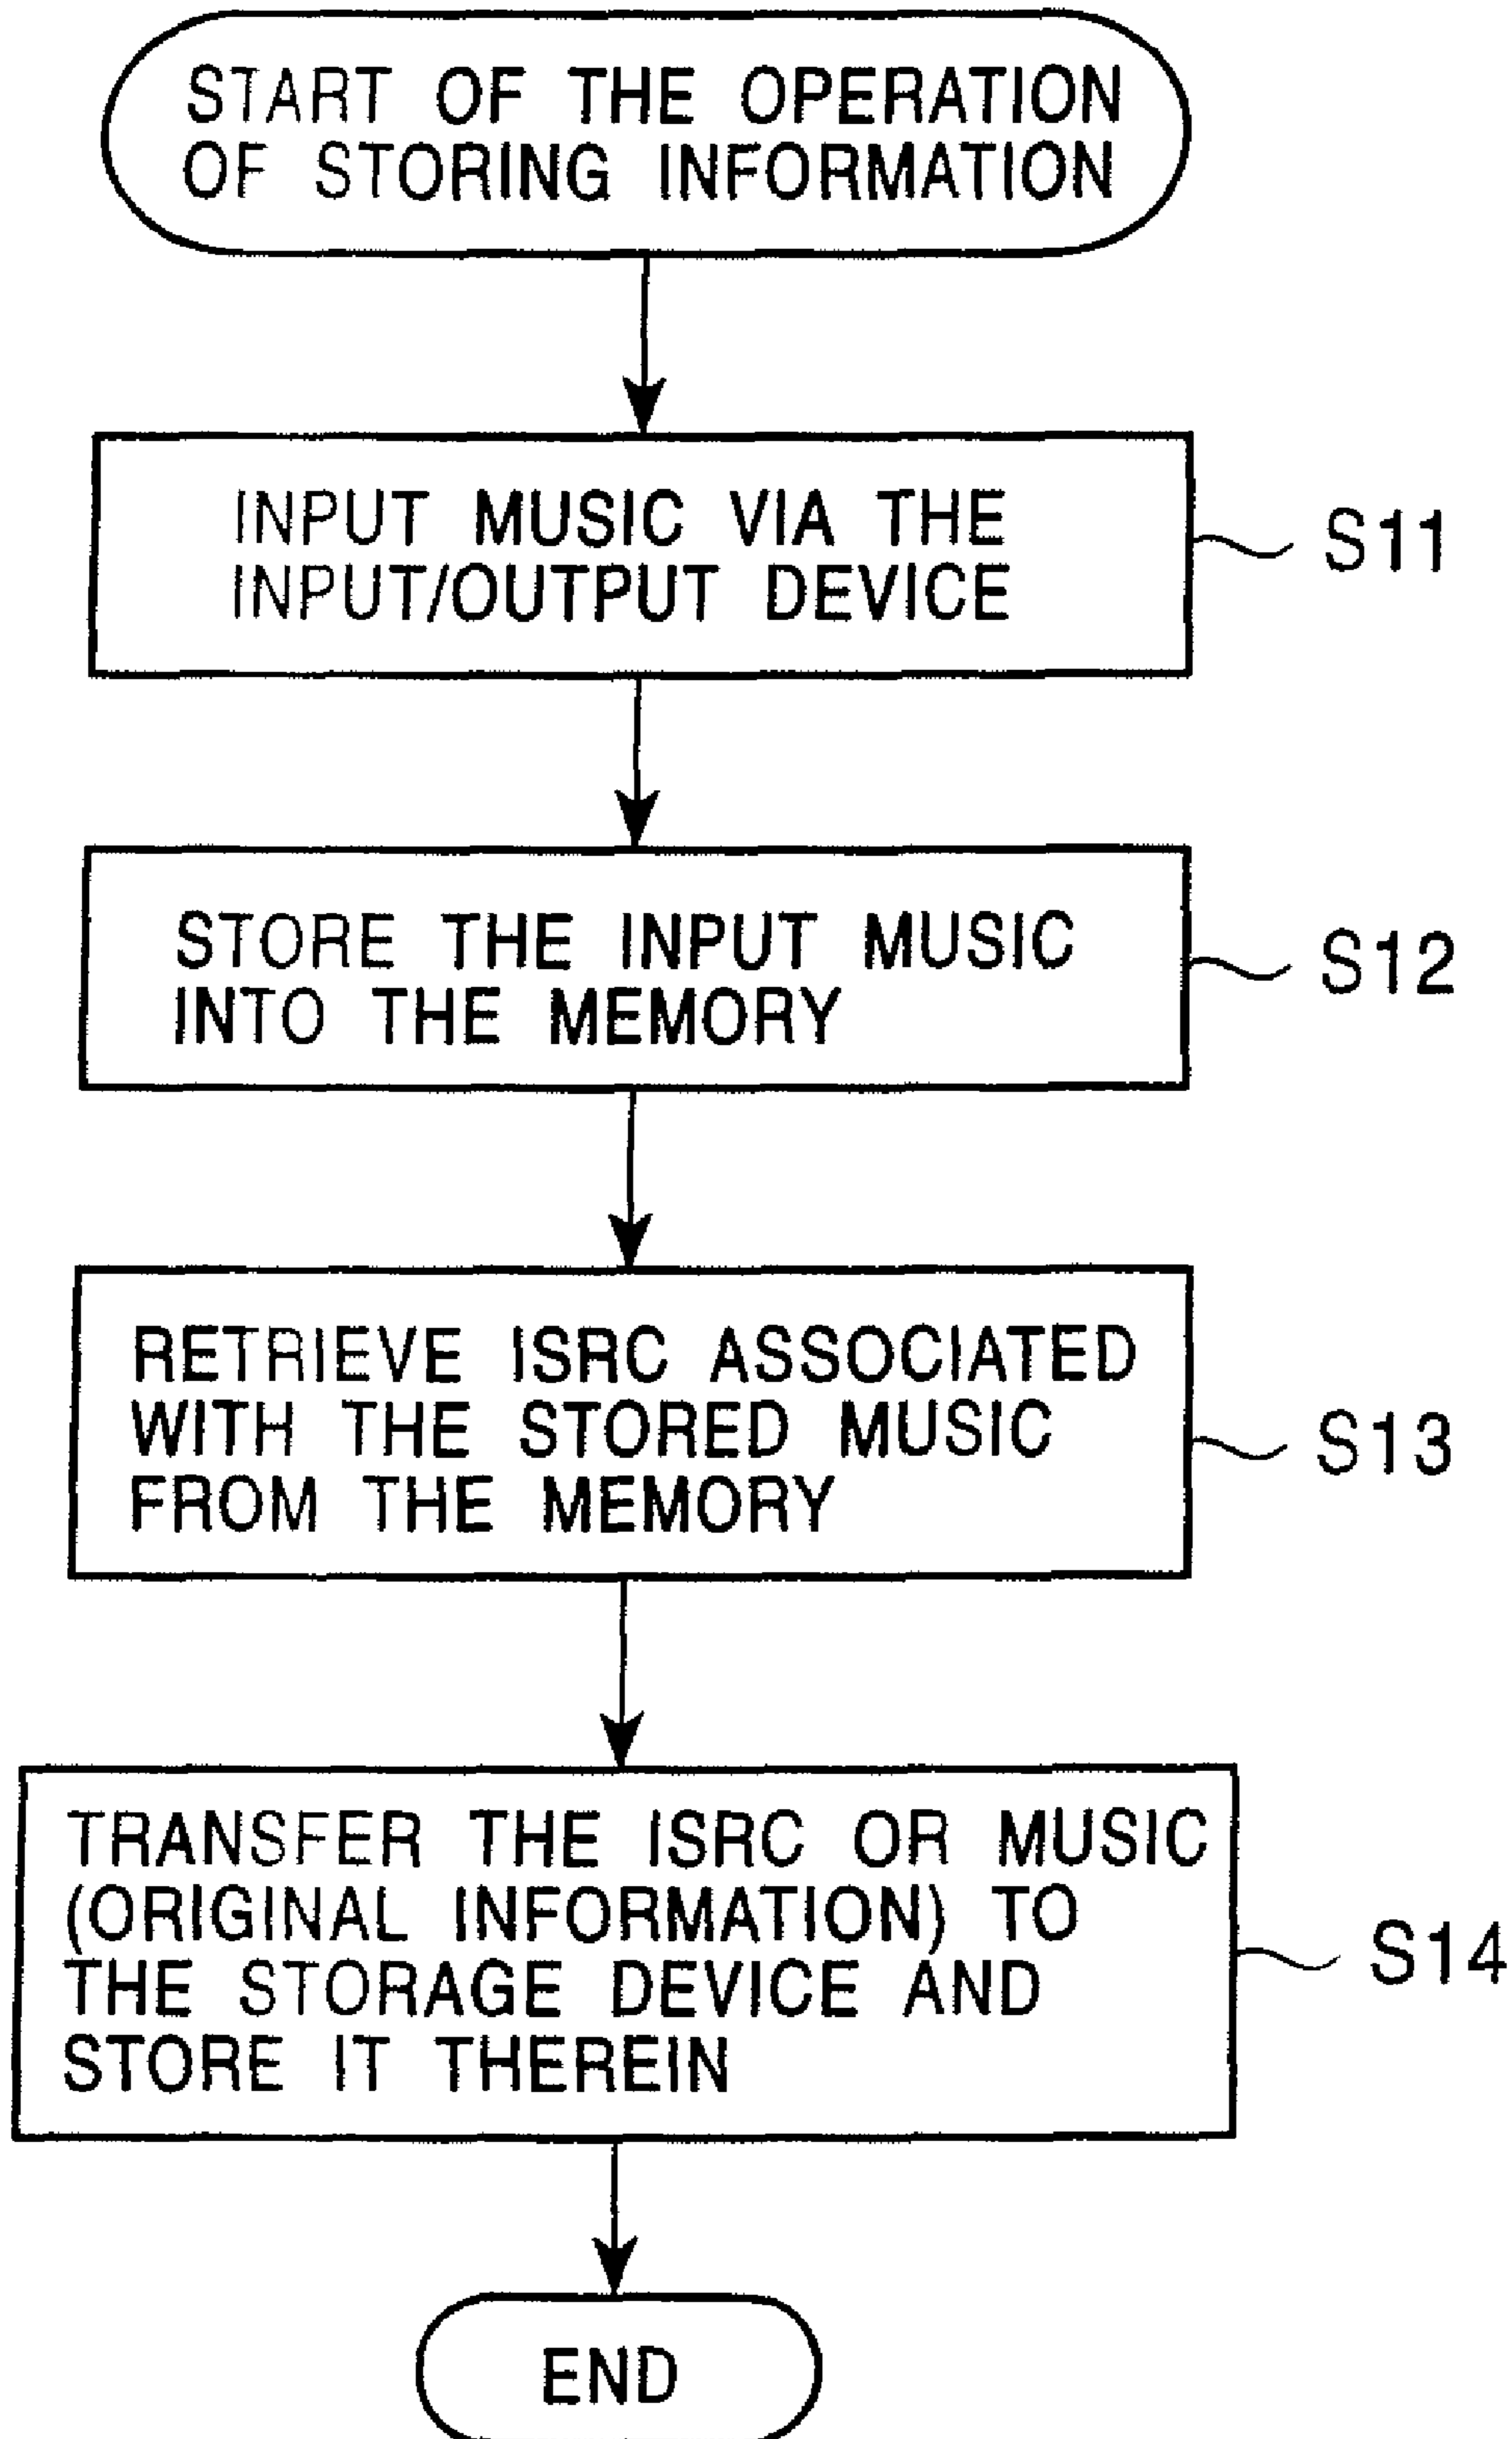 START OF THE OPERATION
OF STORING INFORMATION
INPUT MUSIC VIA THE
INPUT/OUTPUT DEVICE
S11
STORE THE INPUT MUSIC
INTO THE MEMORY
S12
RETRIEVE ISRC ASSOCIATED
WITH THE STORED MUSIC
FROM THE MEMORY
S13
TRANSFER THE ISRC OR MUSIC
(ORIGINAL INFORMATION) TO
THE STORAGE DEVICE AND
STORE IT THEREIN
S14
END